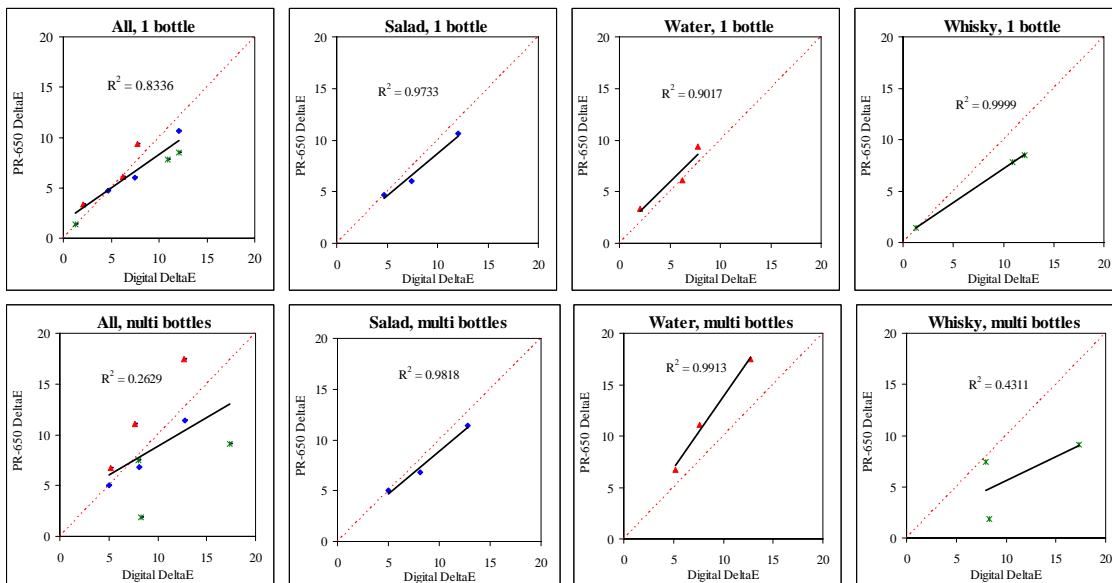 All, 1 bottle
20
15
10
5
0
PR-650 DeltaE
R² = 0.8336
0 5 10 15 20
Digital DeltaE
Salad, 1 bottle
20
15
10
5
0
PR-650 DeltaE
R² = 0.9733
0 5 10 15 20
Digital DeltaE
Water, 1 bottle
20
15
10
5
0
PR-650 DeltaE
R² = 0.9017
0 5 10 15 20
Digital DeltaE
Whisky, 1 bottle
20
15
10
5
0
PR-650 DeltaE
R² = 0.9999
0 5 10 15 20
Digital DeltaE
All, nulti bottles
20
15
10
5
0
PR-650 DeltaE
R² = 0.2629
0 5 10 15 20
Digital DeltaE
Salad, multi bottles
20
15
10
5
0
PR-650 DeltaE
R² = 0.9818
0 5 10 15 20
Digital DeltaE
Water, multi bottles
20
15
10
5
0
PR-650 DeltaE
R² = 0.9913
0 5 10 15 20
Digital DeltaE
Whisky, multi bottles
20
15
10
5
0
PR-650 DeltaE
R² = 0.4311
0 5 10 15 20
Digital DeltaE